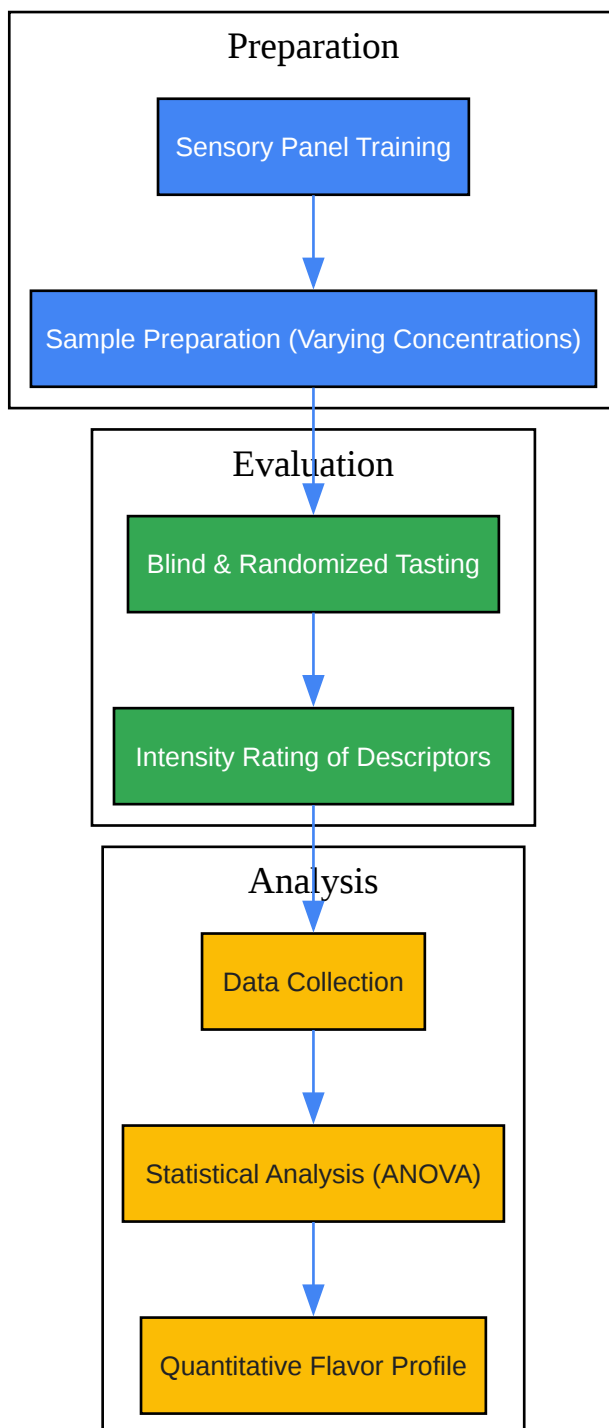 Preparation
Sensory Panel Training
Sample Preparation (Varying Concentrations)
Evaluation
Blind & Randomized Tasting
Intensity Rating of Descriptors
Analysis
Data Collection
Statistical Analysis (ANOVA)
Quantitative Flavor Profile